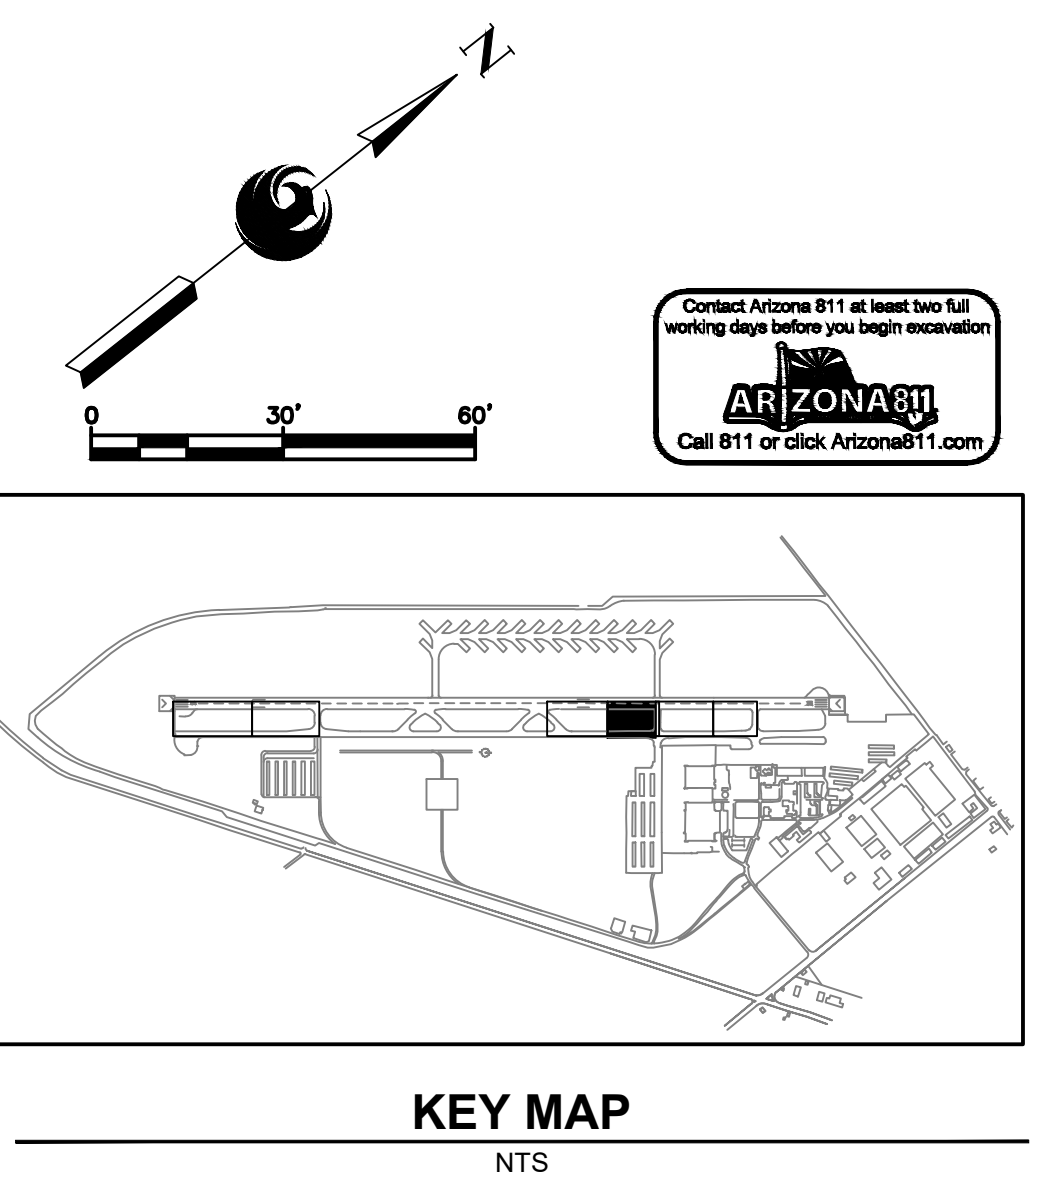 N
Contact Arizona 811 at least two full
working days before you begin excavation
ARIZONA811
Call 811 or click Arizona811.com
0 30' 60'
KEY MAP
NTS